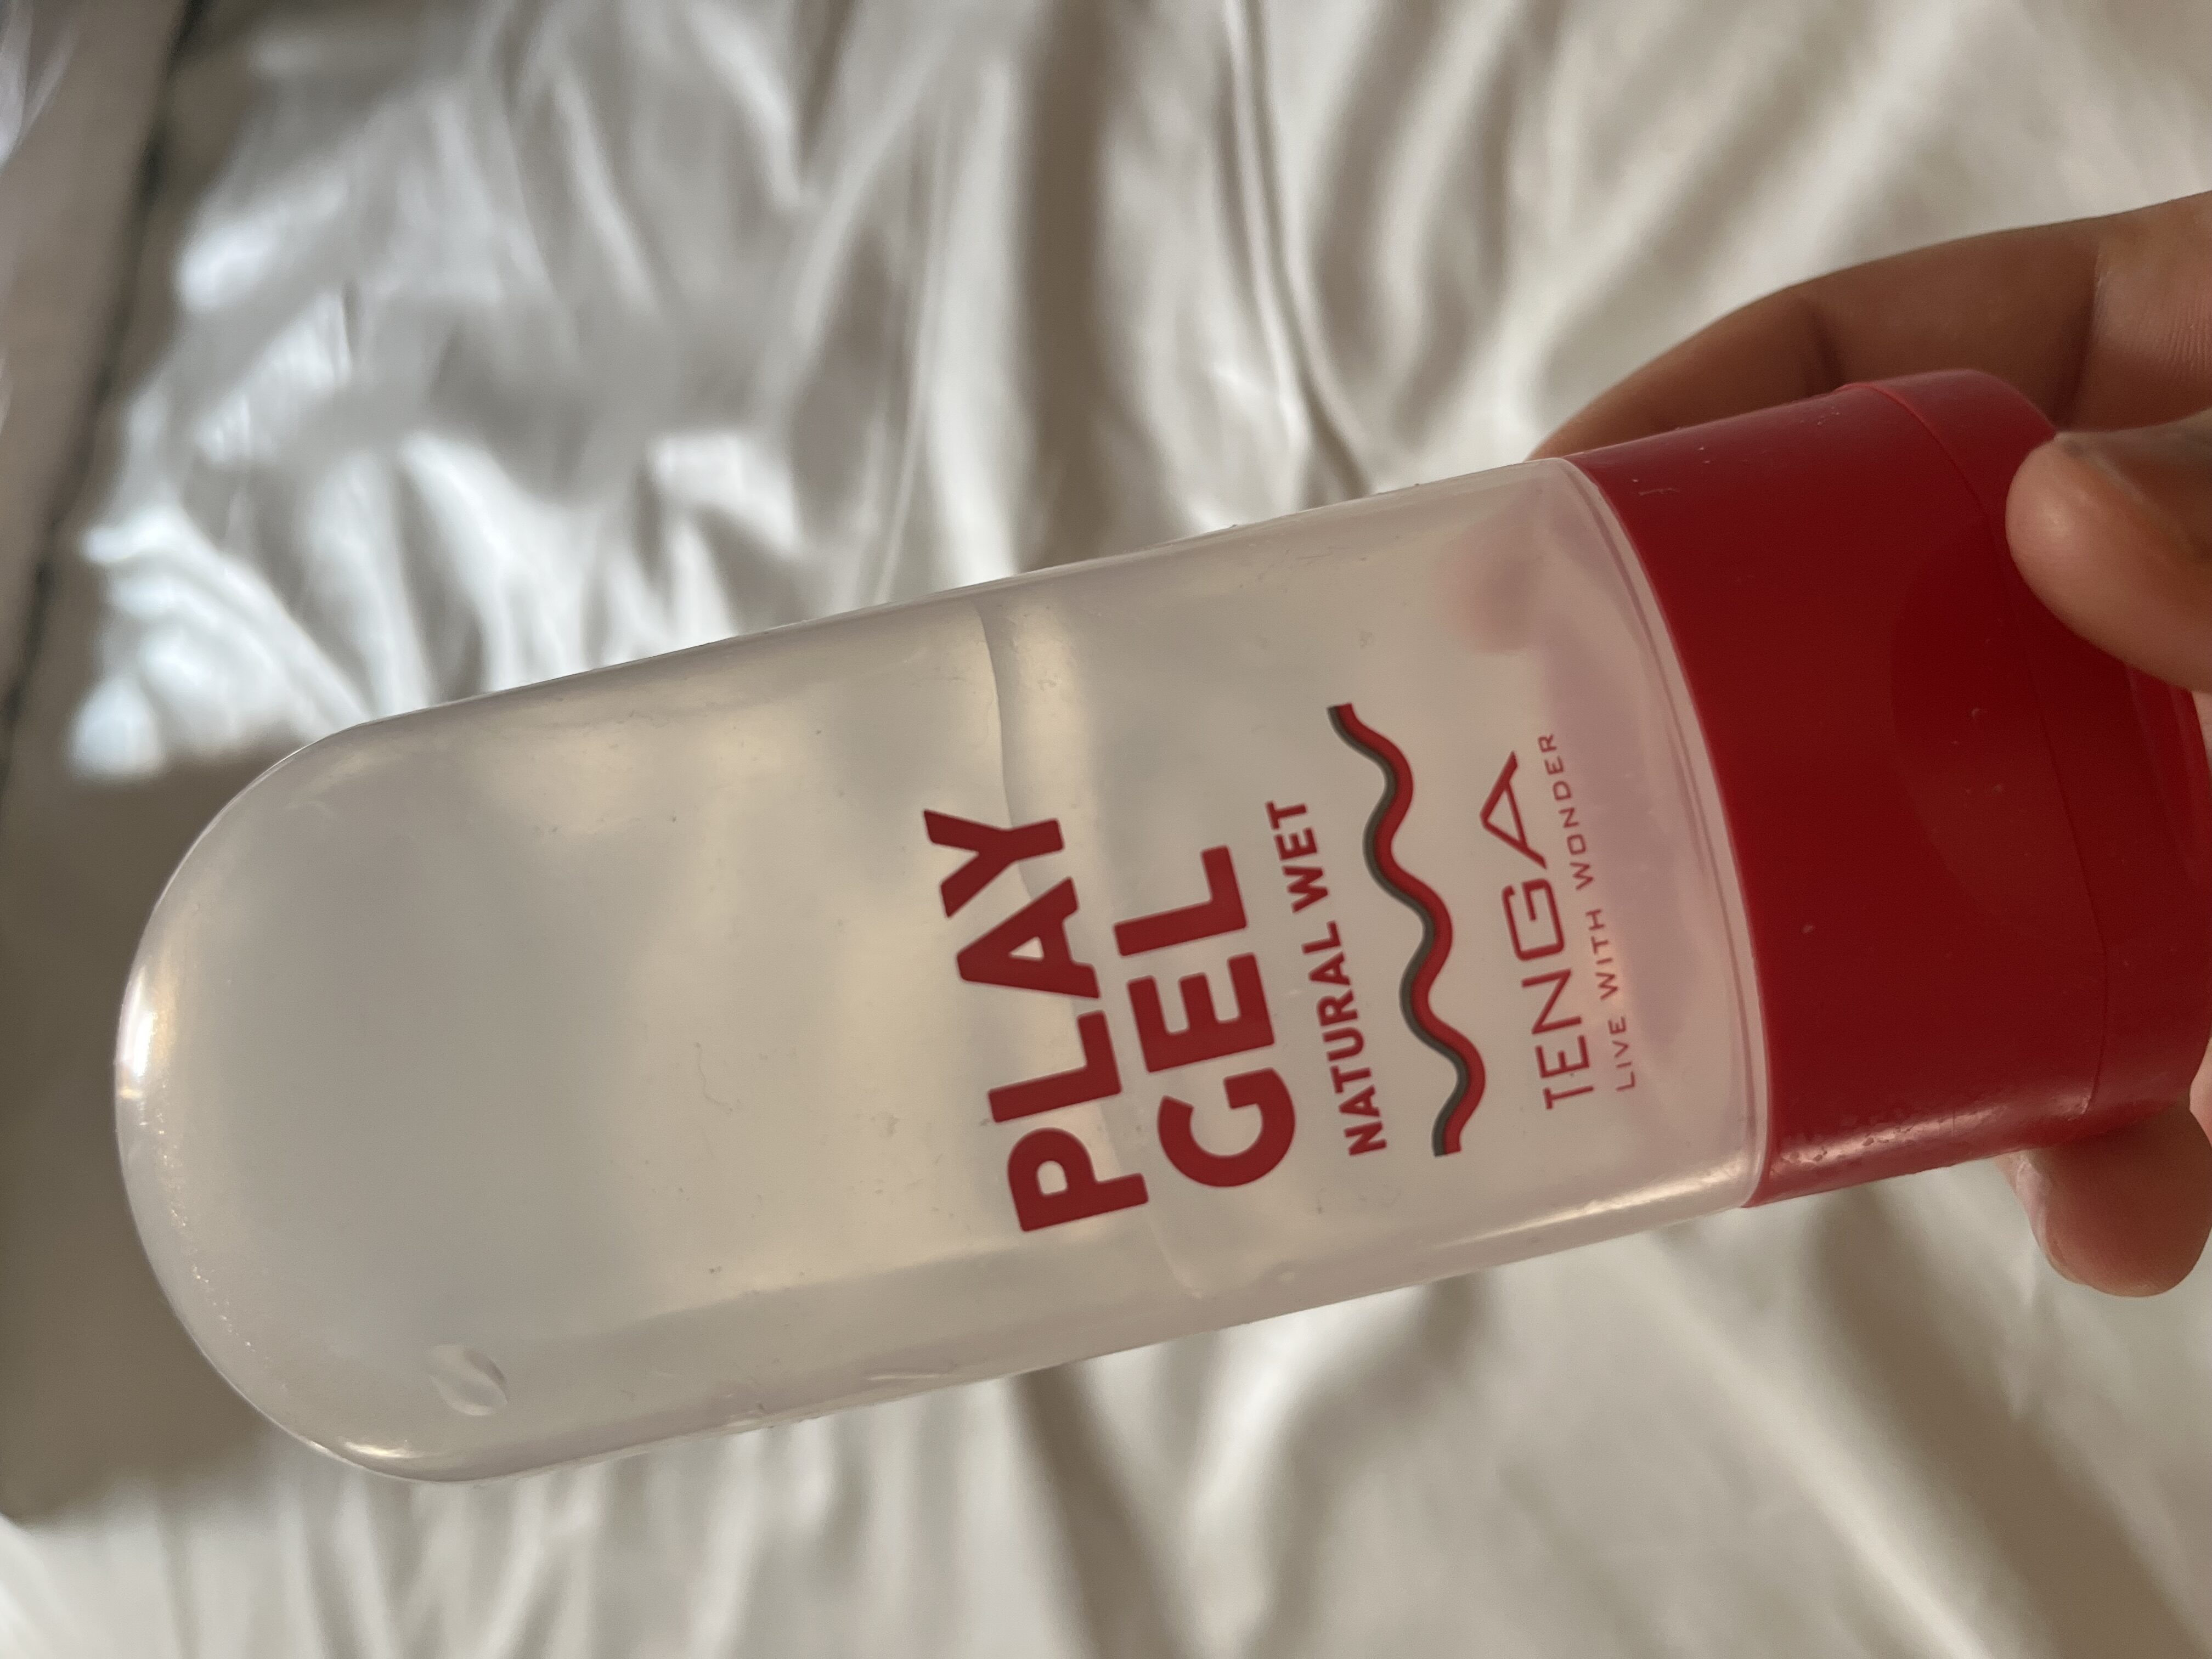 PLAY
GEL
NATURAL WET
TENGA
LIVE WITH WONDER